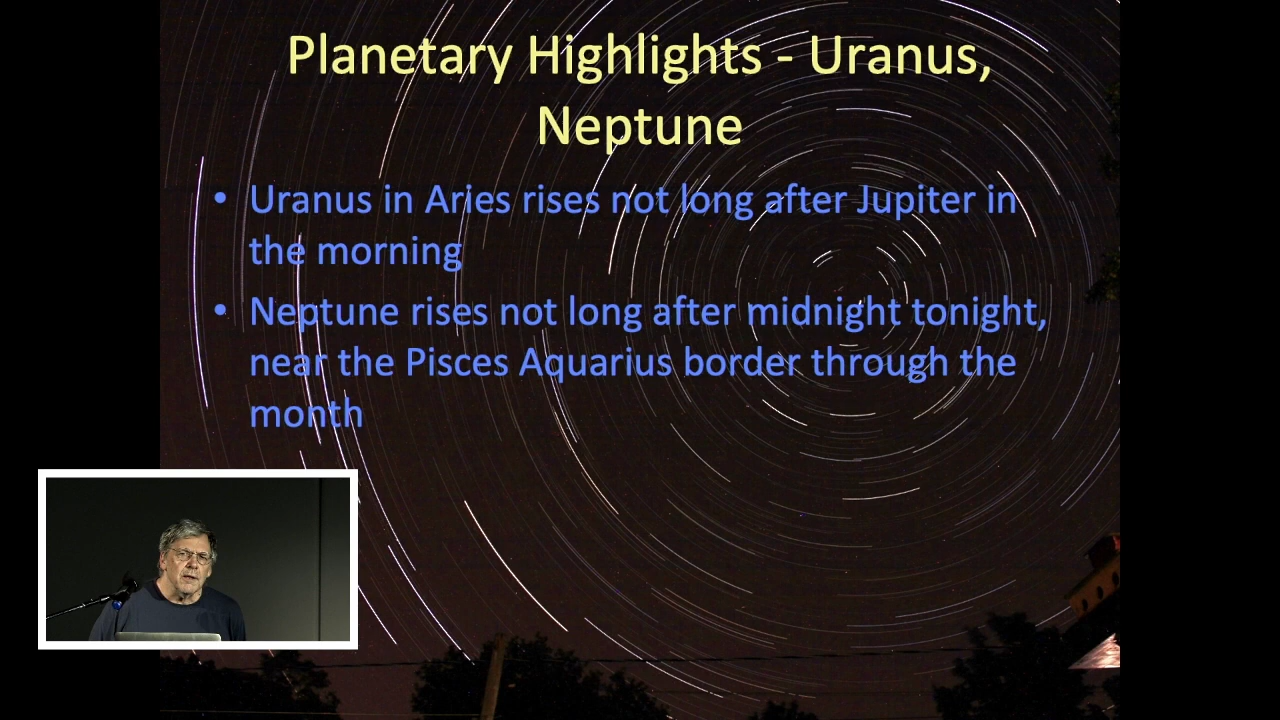 Planetary Highlights - Uranus,
Neptune
• Uranus in Aries rises not long after Jupiter in
the morning
• Neptune rises not long after midnight tonight,
near the Pisces Aquarius border through the
month